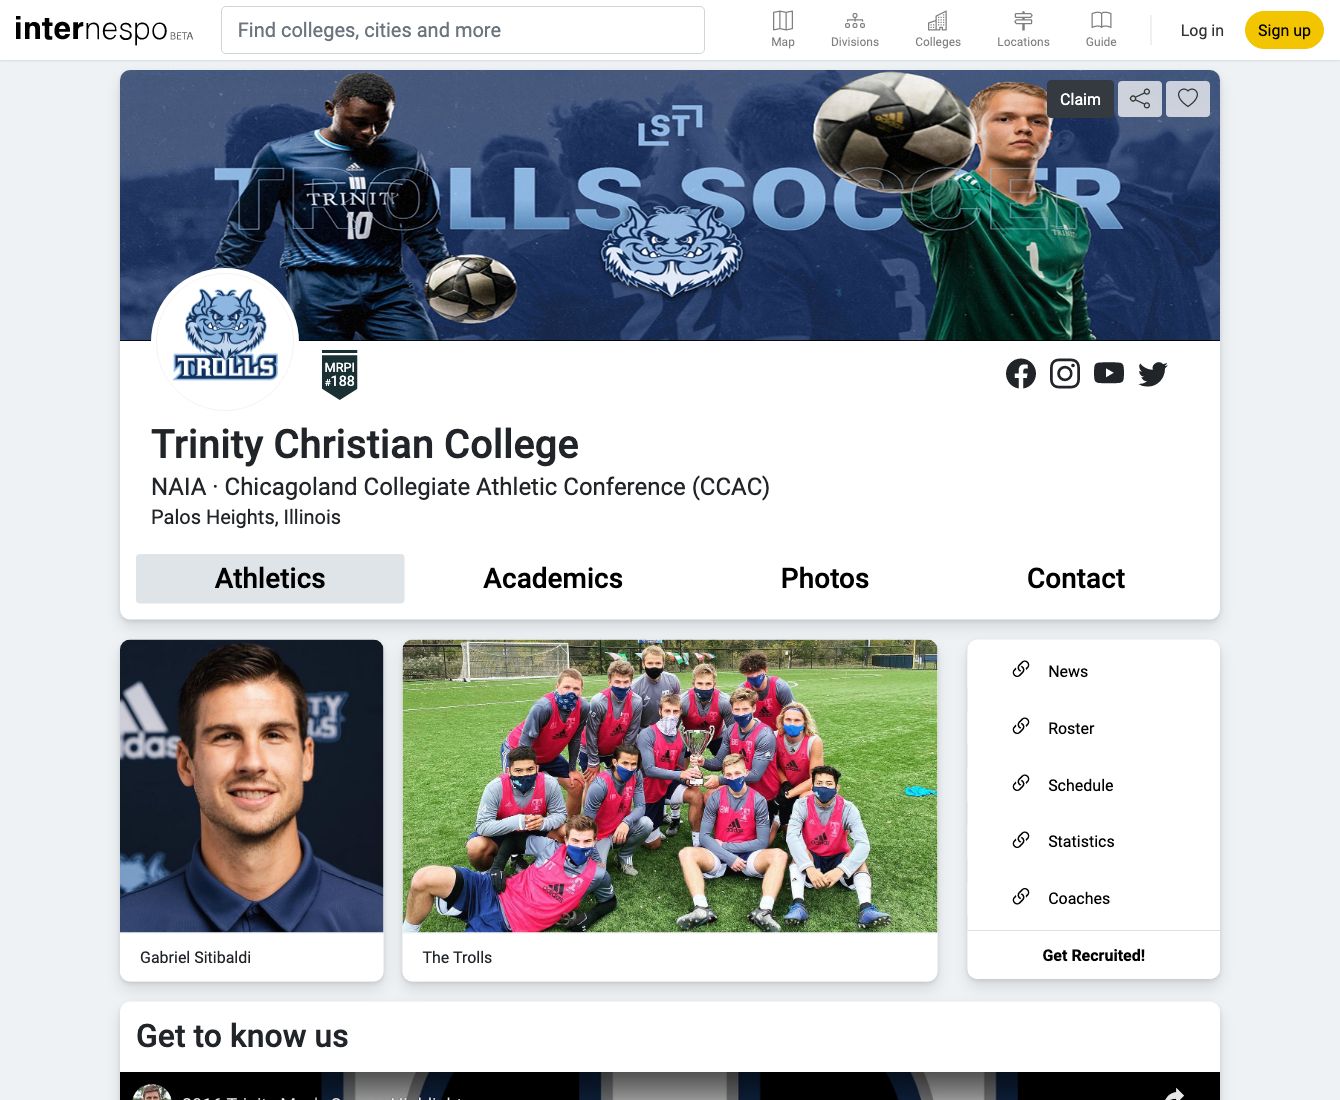 internespo BETA
Find colleges, cities and more
Map
Divisions
Colleges
Locations
Guide
Log in
Sign up
Claim
ST
TROLLS SOCCER
TRINITY
10
1
TROLLS
MRPI
#188
Trinity Christian College
NAIA · Chicagoland Collegiate Athletic Conference (CCAC)
Palos Heights, Illinois
Athletics
Academics
Photos
Contact
Gabriel Sitibaldi
The Trolls
News
Roster
Schedule
Statistics
Coaches
Get Recruited!
Get to know us